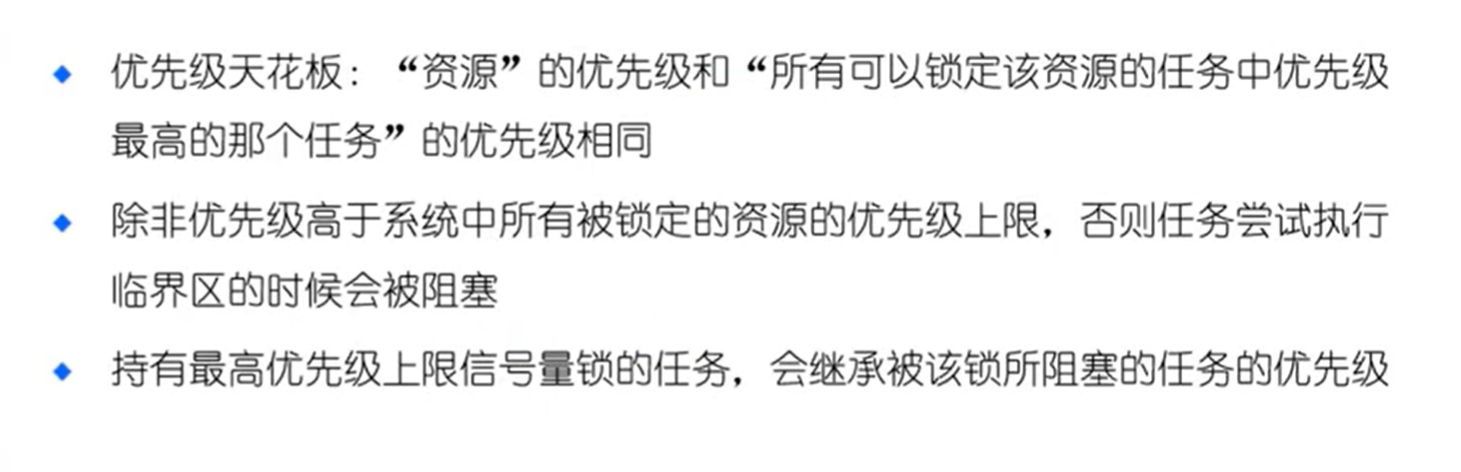 优先级天花板：“资源”的优先级和“所有可以锁定该资源的任务中优先级
最高的那个任务”的优先级相同
除非优先级高于系统中所有被锁定的资源的优先级上限，否则任务尝试执行
临界区的时候会被阻塞
持有最高优先级上限信号量锁的任务，会继承被该锁所阻塞的任务的优先级